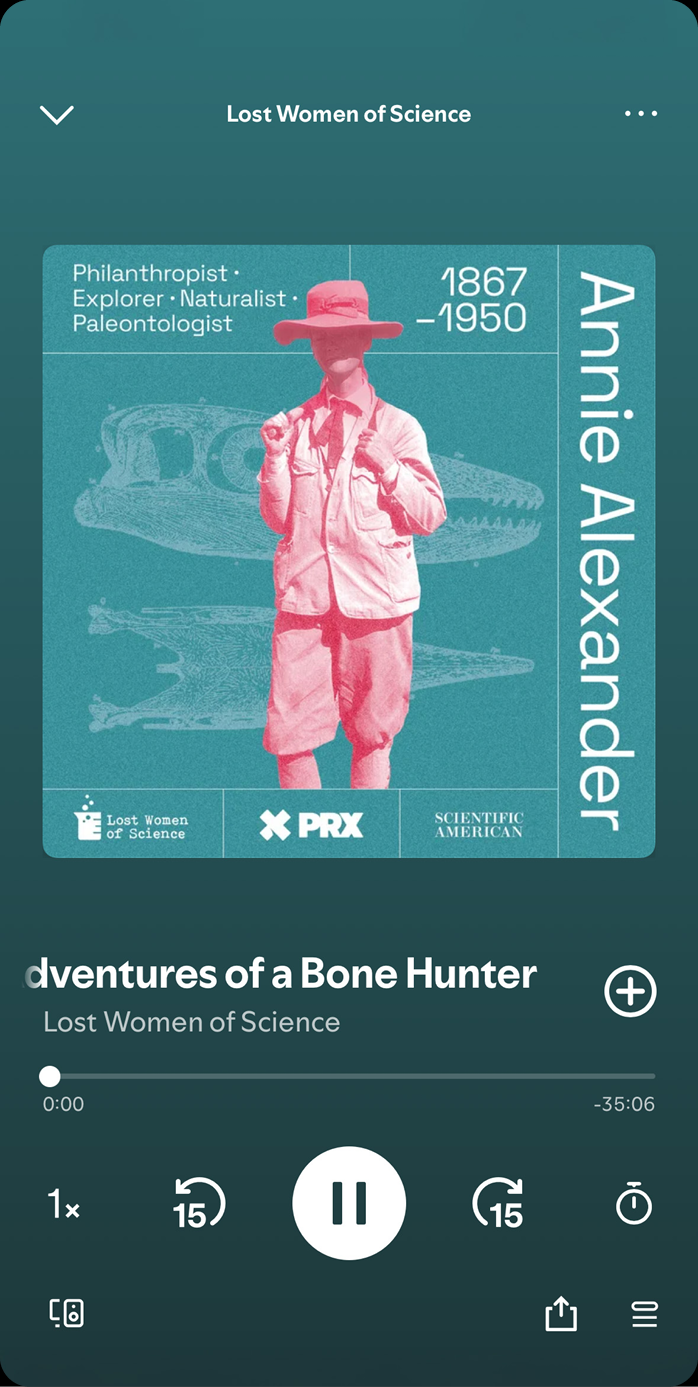 Lost Women of Science
Philanthropist •
Explorer • Naturalist •
Paleontologist
1867
–1950
Annie Alexander
Lost Women
of Science
PRX
SCIENTIFIC
AMERICAN
dventures of a Bone Hunter
Lost Women of Science
0:00
-35:06
1×
15
15